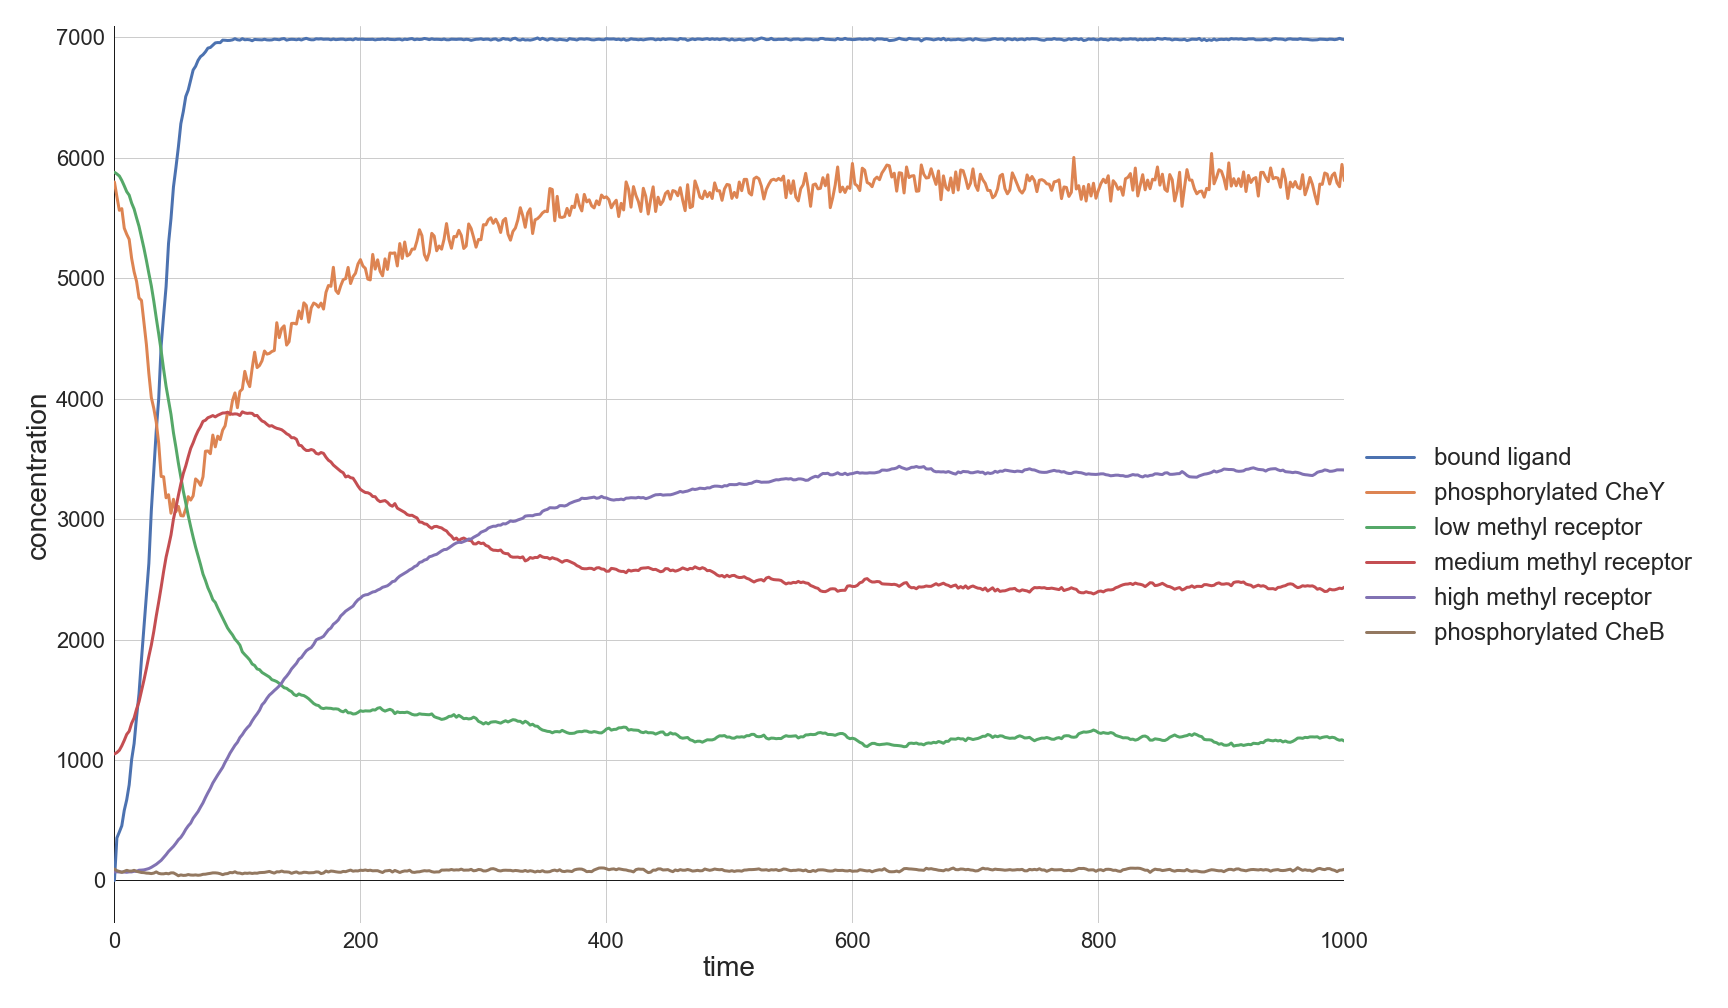 7000
6000
5000
4000
3000
2000
1000
0
concentration
0 200 400 600 800 1000
time
bound ligand
phosphorylated CheY
low methyl receptor
medium methyl receptor
high methyl receptor
phosphorylated CheB